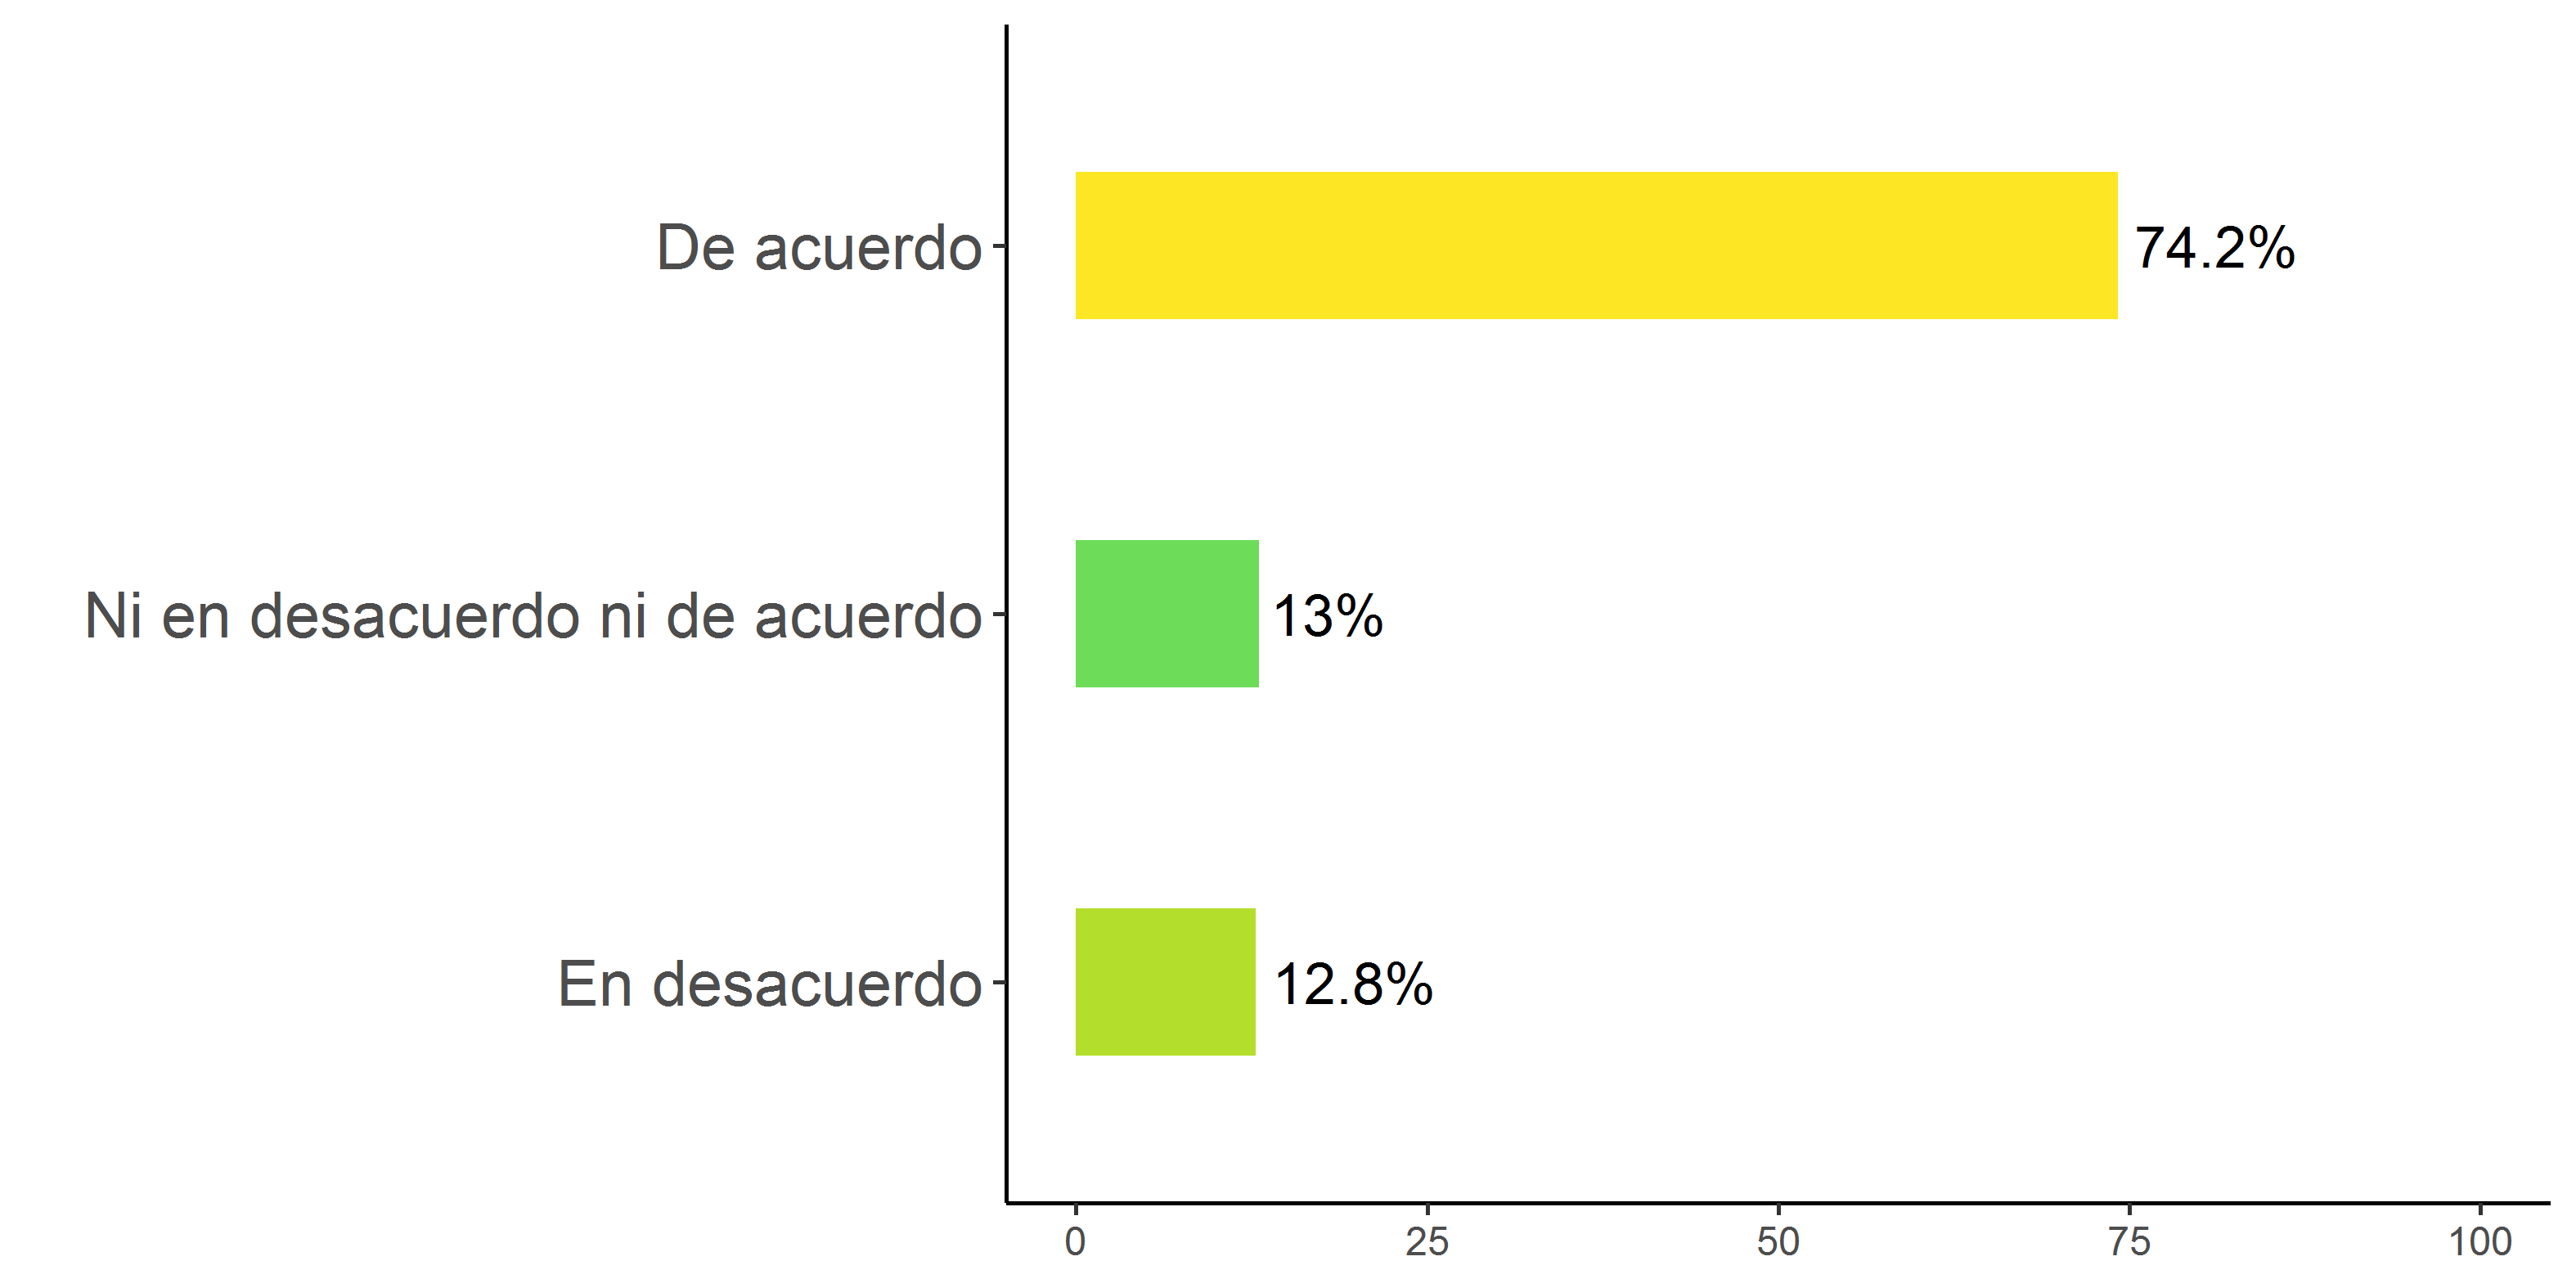 De acuerdo
74.2%
Ni en desacuerdo ni de acuerdo
13%
En desacuerdo
12.8%
0
25
50
75
100